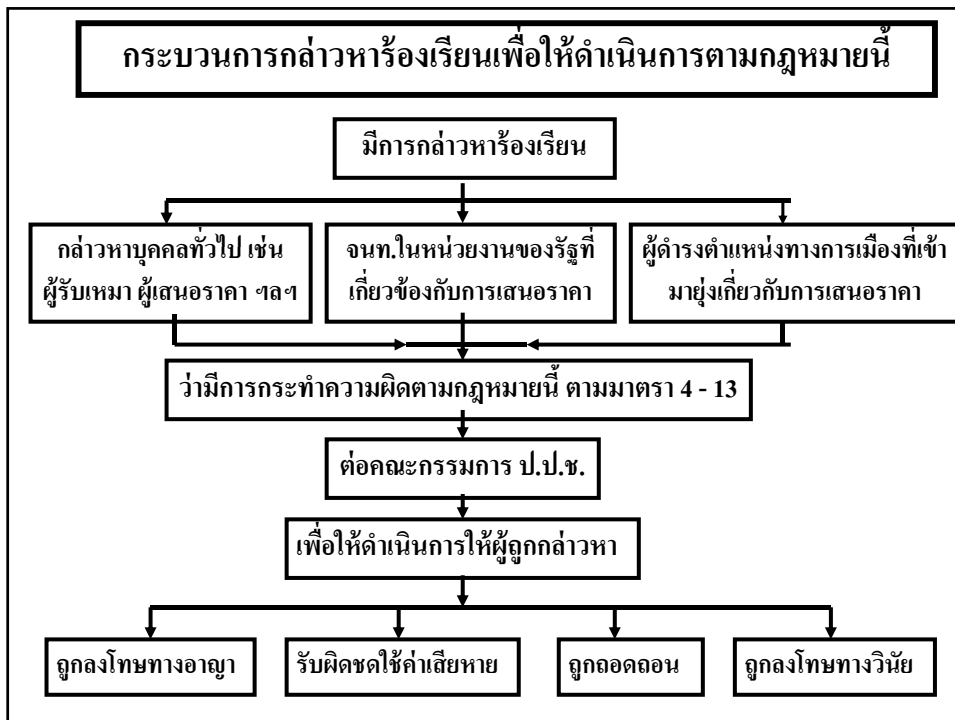 กระบวนการกล่าวหาร้องเรียนเพื่อให้ดำเนินการตามกฎหมายนี้
มีการกล่าวหาร้องเรียน
กล่าวหาบุคคลทั่วไป เช่น
ผู้รับเหมา ผู้เสนอราคา ฯลฯ
จนท.ในหน่วยงานของรัฐที่
เกี่ยวข้องกับการเสนอราคา
ผู้ดำรงตำแหน่งทางการเมืองที่เข้า
มายุ่งเกี่ยวกับการเสนอราคา
ว่ามีการกระทำความผิดตามกฎหมายนี้ ตามมาตรา 4 - 13
ต่อคณะกรรมการ ป.ป.ช.
เพื่อให้ดำเนินการให้ผู้ถูกกล่าวหา
ถูกลงโทษทางอาญา
รับผิดชดใช้ค่าเสียหาย
ถูกถอดถอน
ถูกลงโทษทางวินัย